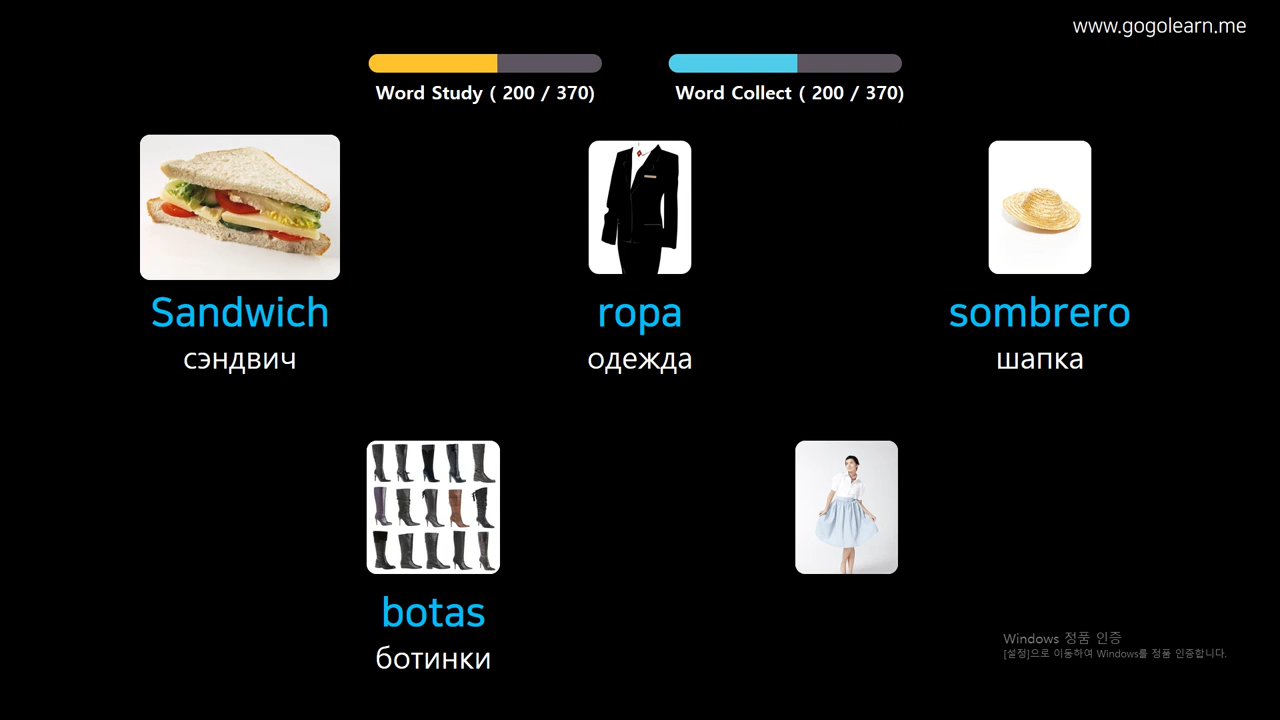 www.gogolearn.me
Word Study ( 200 / 370)
Word Collect ( 200 / 370)
Sandwich
сэндвич
ropa
одежда
sombrero
шапка
botas
ботинки
Windows 정품 인증
[설정]으로 이동하여 Windows를 정품 인증합니다.